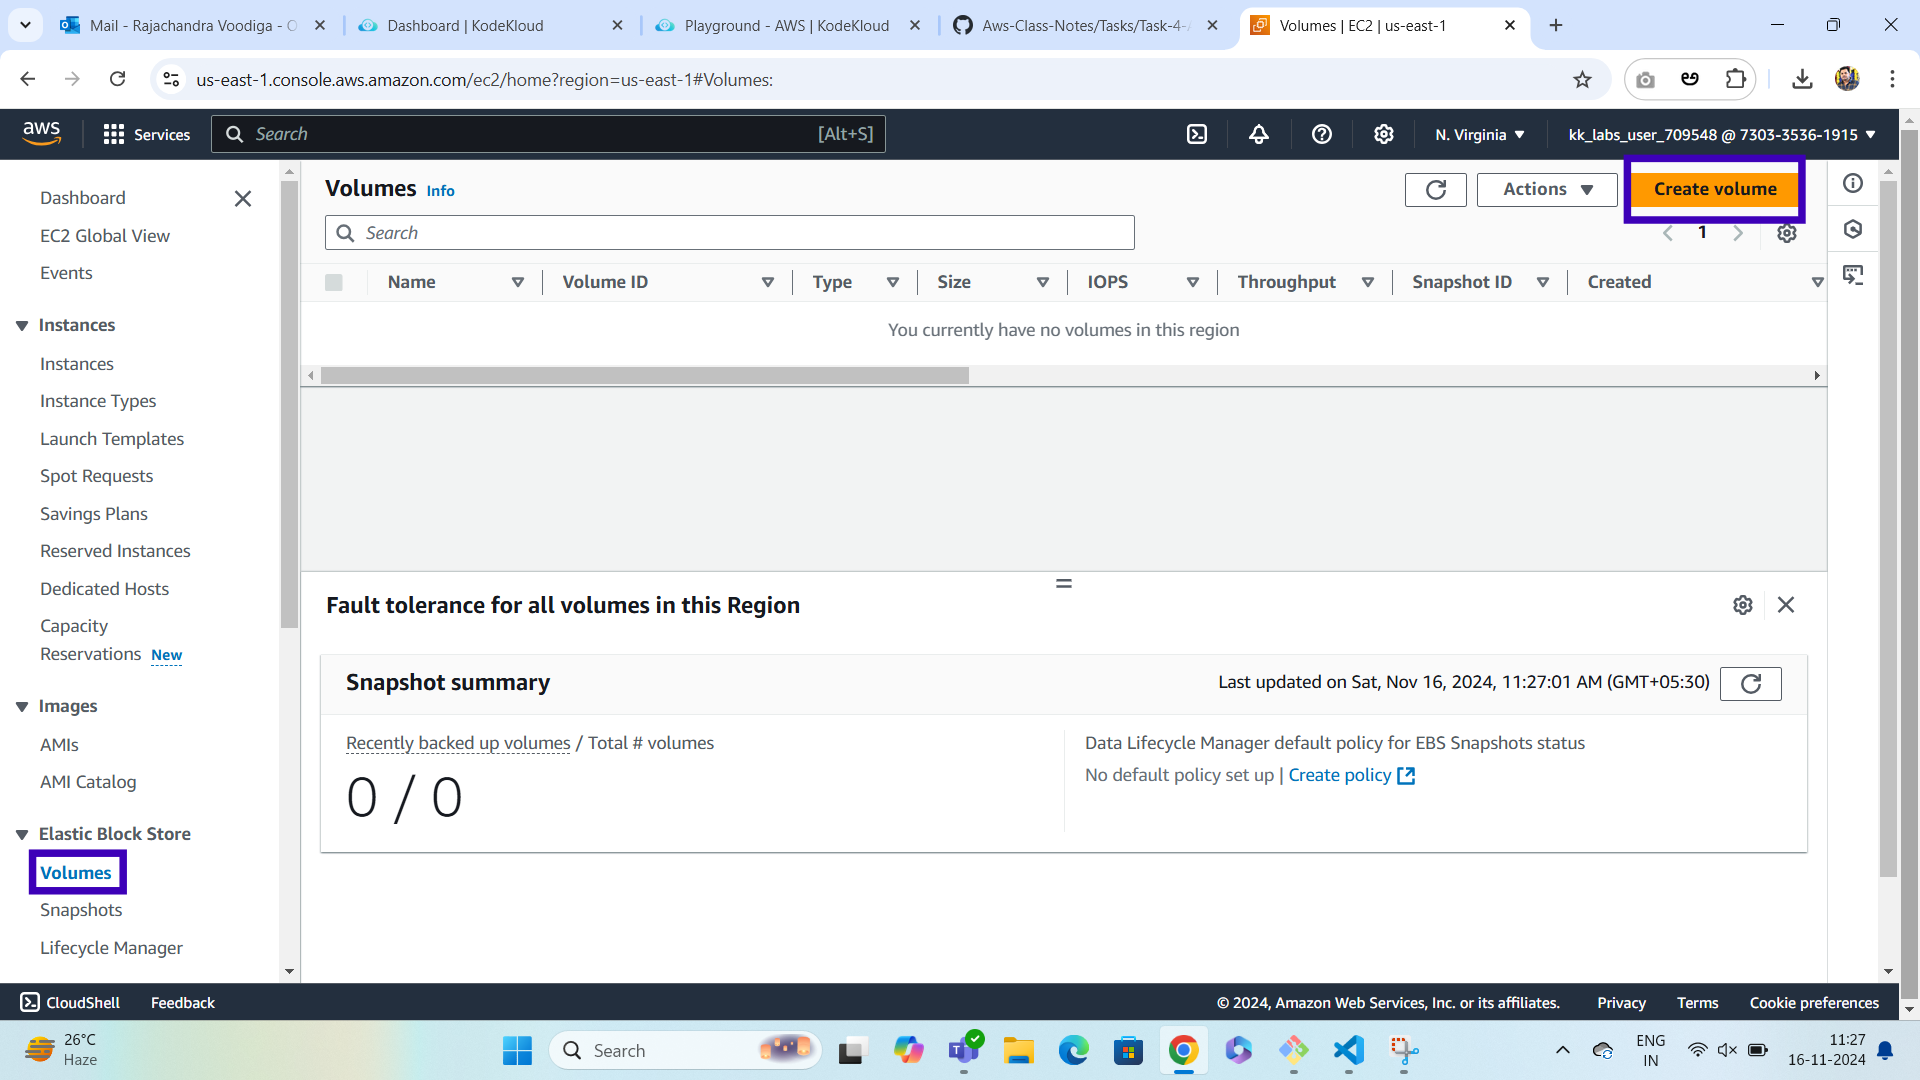 Mail - Rajachandra Voodiga - O
Dashboard | KodeKloud
Playground - AWS | KodeKloud
Aws-Class-Notes/Tasks/Task-4-
Volumes | EC2 | us-east-1
us-east-1.console.aws.amazon.com/ec2/home?region=us-east-1#Volumes:
aws
Services
Search
[Alt+S]
N. Virginia
kk_labs_user_709548 @ 7303-3536-1915
Dashboard
EC2 Global View
Events
Instances
Instances
Instance Types
Launch Templates
Spot Requests
Savings Plans
Reserved Instances
Dedicated Hosts
Capacity
Reservations New
Images
AMIs
AMI Catalog
Elastic Block Store
Volumes
Snapshots
Lifecycle Manager
Volumes Info
Actions
Create volume
Search
1
Name
Volume ID
Type
Size
IOPS
Throughput
Snapshot ID
Created
You currently have no volumes in this region
Fault tolerance for all volumes in this Region
Snapshot summary
Last updated on Sat, Nov 16, 2024, 11:27:01 AM (GMT+05:30)
Recently backed up volumes / Total # volumes
0 / 0
Data Lifecycle Manager default policy for EBS Snapshots status
No default policy set up | Create policy
CloudShell
Feedback
© 2024, Amazon Web Services, Inc. or its affiliates.
Privacy
Terms
Cookie preferences
26°C
Haze
Search
ENG
IN
11:27
16-11-2024